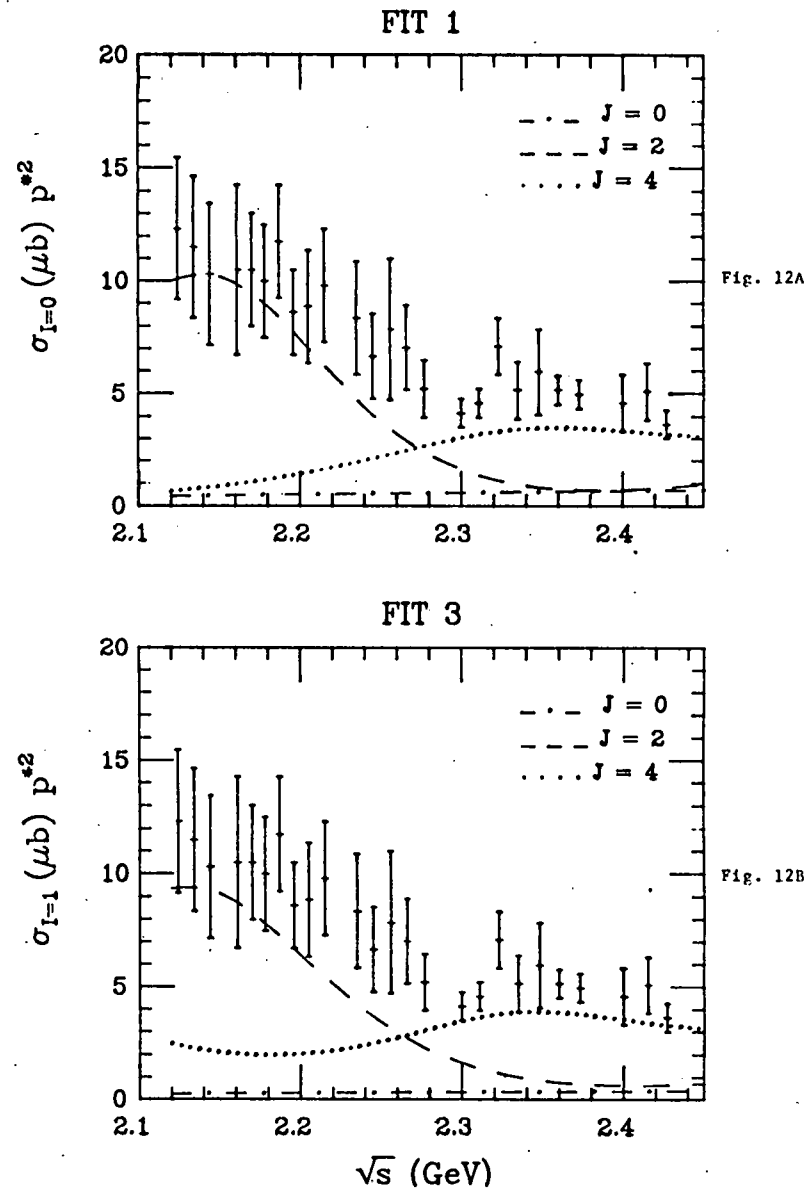 FIT 1
20
15
10
5
0
2.1
2.2
2.3
2.4
σ_{I=0} (μb) p*²
J = 0
J = 2
J = 4
Fig. 12A
FIT 3
20
15
10
5
0
2.1
2.2
2.3
2.4
σ_{I=1} (μb) p*²
J = 0
J = 2
J = 4
Fig. 12B
√s (GeV)